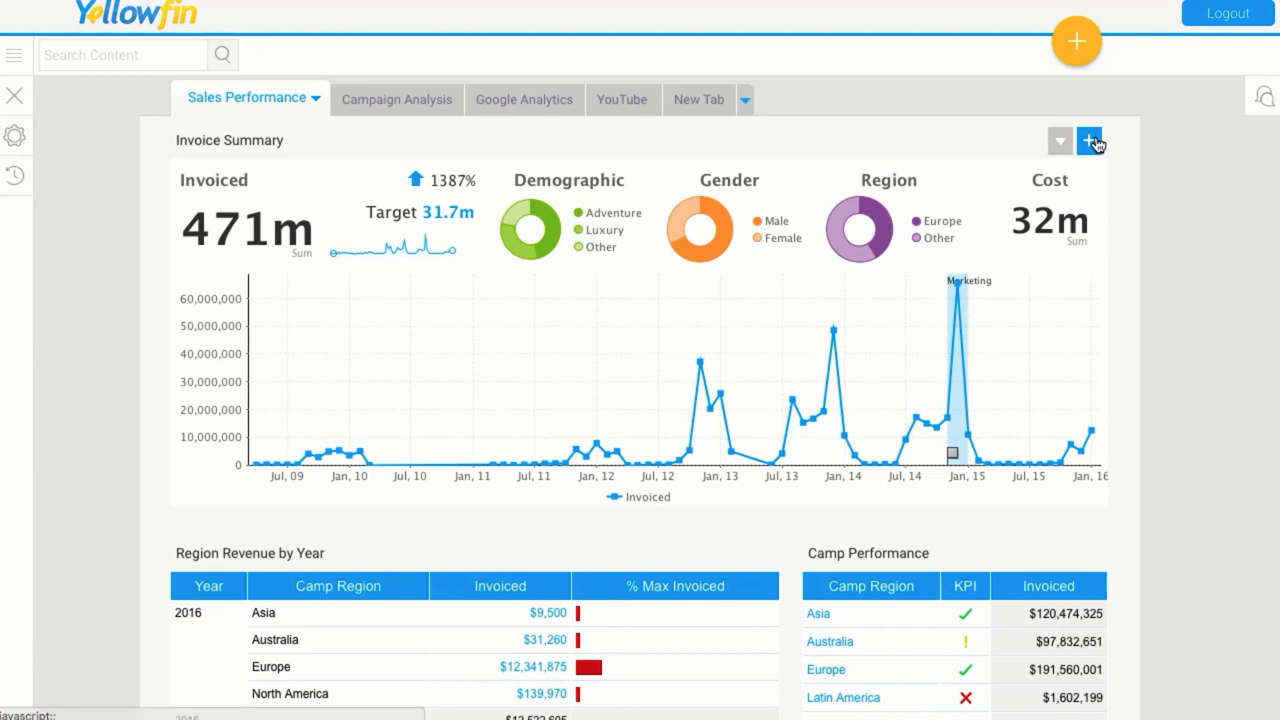 Yellowfin
Logout
Search Content
+
Sales Performance
Campaign Analysis
Google Analytics
YouTube
New Tab
Invoice Summary
+
Invoiced
471m
Sum
1387%
Target 31.7m
Demographic
Adventure
Luxury
Other
Gender
Male
Female
Region
Europe
Other
Cost
32m
Sum
Marketing
60,000,000
50,000,000
40,000,000
30,000,000
20,000,000
10,000,000
0
Jul, 09 Jan, 10 Jul, 10 Jan, 11 Jul, 11 Jan, 12 Jul, 12 Jan, 13 Jul, 13 Jan, 14 Jul, 14 Jan, 15 Jul, 15 Jan, 16
Invoiced
Region Revenue by Year
Year Camp Region Invoiced % Max Invoiced
2016 Asia $9,500
Australia $31,260
Europe $12,341,875
North America $139,970
Camp Performance
Camp Region KPI Invoiced
Asia $120,474,325
Australia ! $97,832,651
Europe $191,560,001
Latin America $1,602,199
javascript:;